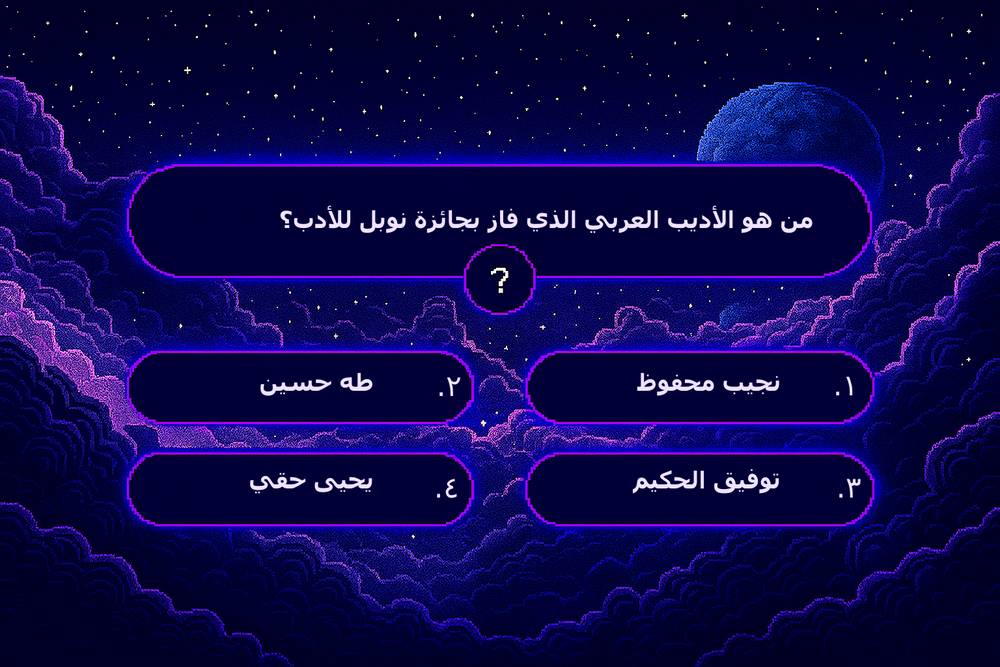 من هو الأديب العربي الذي فاز بجائزة نوبل للأدب؟
?
١. نجيب محفوظ
٢. طه حسين
٣. توفيق الحكيم
٤. يحيى حقي